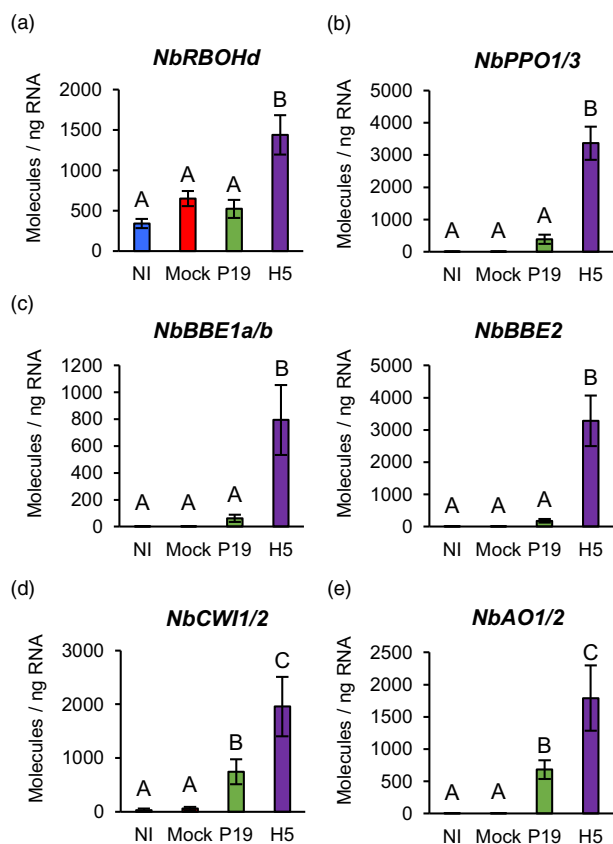 (a)
NbRBOHd
Molecules / ng RNA
2000
1500
1000
500
0
A
A
A
B
NI Mock P19 H5
(b)
NbPPO1/3
Molecules / ng RNA
5000
4000
3000
2000
1000
0
A
A
A
B
NI Mock P19 H5
(c)
NbBBE1a/b
Molecules / ng RNA
1200
1000
800
600
400
200
0
A
A
A
B
NI Mock P19 H5
NbBBE2
Molecules / ng RNA
5000
4000
3000
2000
1000
0
A
A
A
B
NI Mock P19 H5
(d)
NbCWI1/2
Molecules / ng RNA
3000
2000
1000
0
A
A
B
C
NI Mock P19 H5
(e)
NbAO1/2
Molecules / ng RNA
2500
2000
1500
1000
500
0
A
A
B
C
NI Mock P19 H5